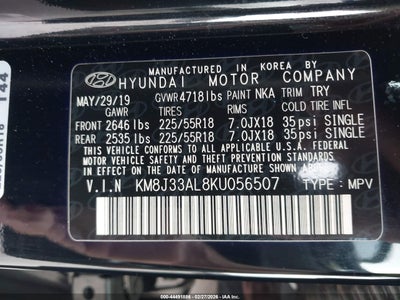 MANUFACTURED IN KOREA BY
HYUNDAI MOTOR COMPANY
MAY/29/19 GVWR 4718lbs PAINT NKA TRIM TRY
GAWR TIRES RIMS COLD TIRE INFL
FRONT 2646 lbs 225/55R18 7.0JX18 35psi SINGLE
REAR 2535 lbs 225/55R18 7.0JX18 35psi SINGLE
THIS VEHICLE CONFORMS TO ALL APPLICABLE
U.S. FEDERAL MOTOR VEHICLE SAFETY, BUMPER,
AND THEFT PREVENTION STANDARDS IN EFFECT
ON THE DATE OF MANUFACTURE SHOWN ABOVE.
V.I.N KM8J33AL8KU056507 TYPE: MPV
225/55R18 144